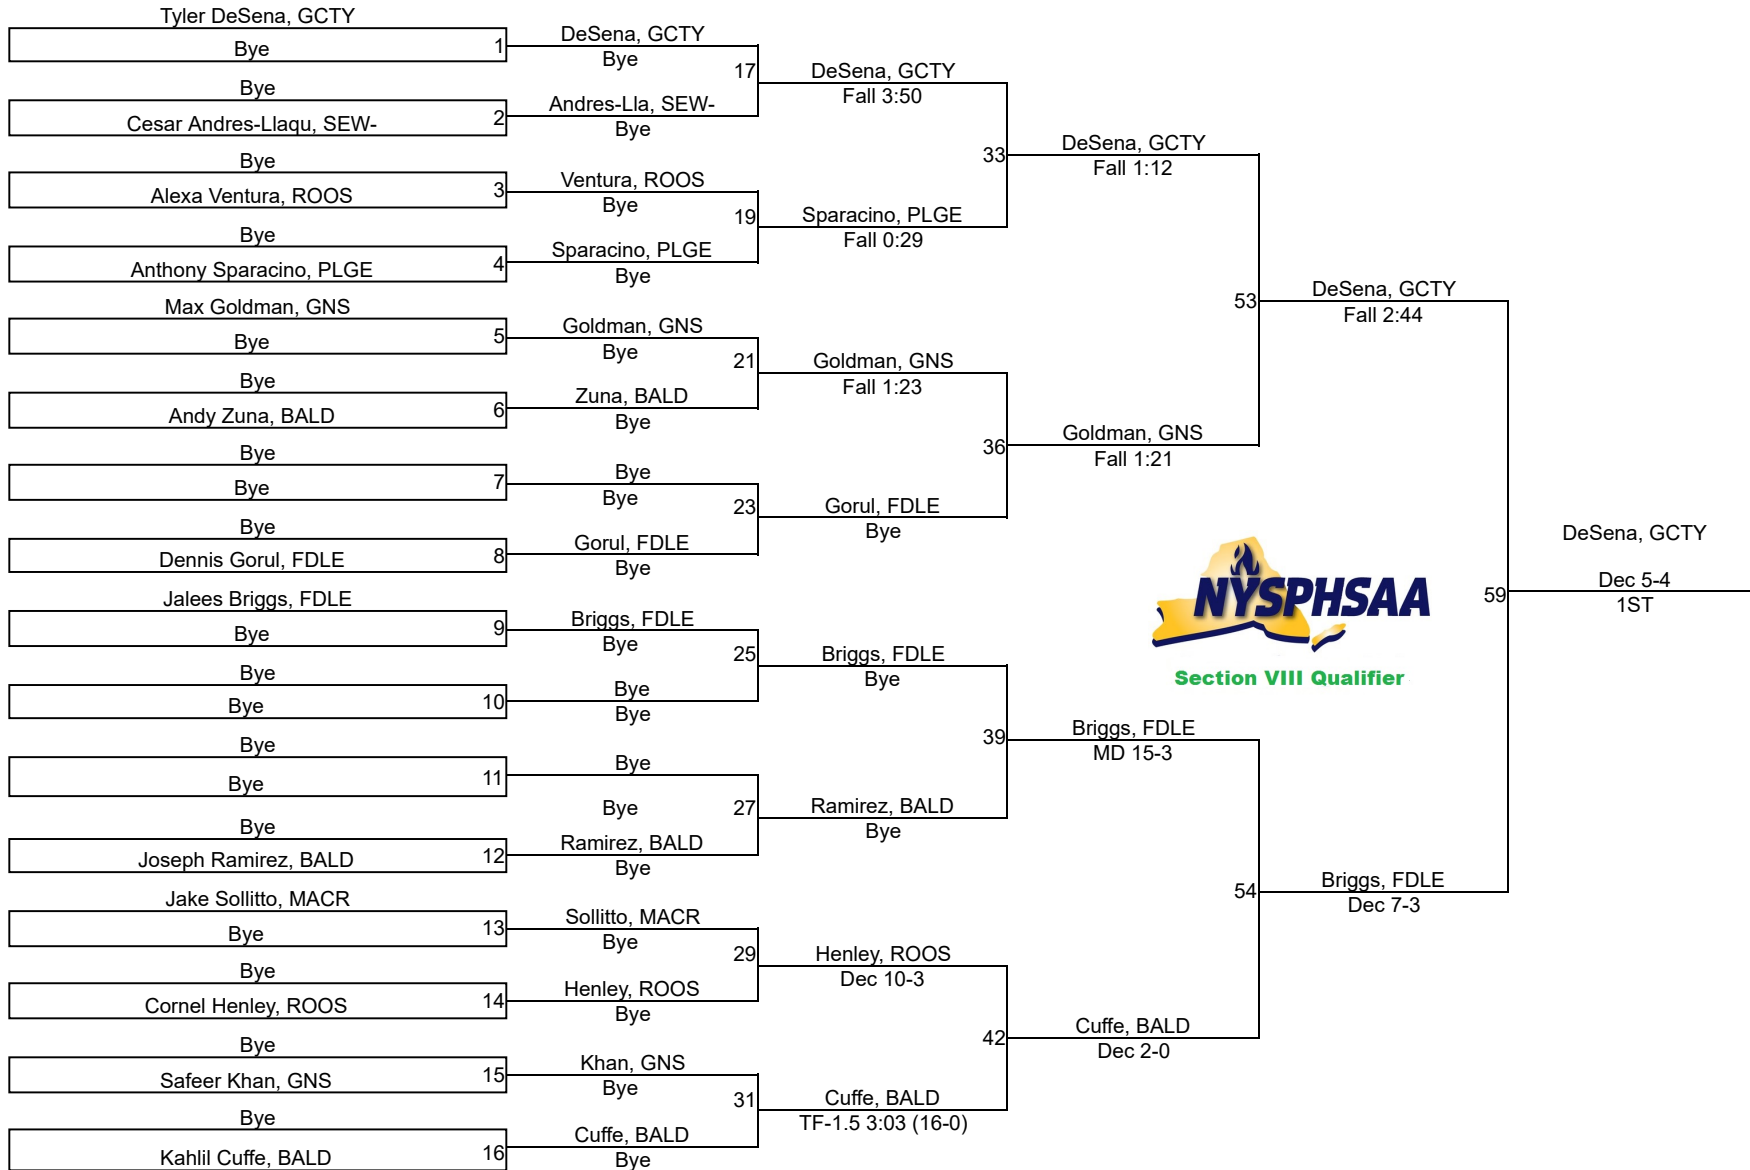 Tyler DeSena, GCTY
Bye
1
Bye
Cesar Andres-Llaqu, SEW-
2
Bye
Alexa Ventura, ROOS
3
Bye
Anthony Sparacino, PLGE
4
Max Goldman, GNS
Bye
5
Bye
Andy Zuna, BALD
6
Bye
Bye
7
Bye
Dennis Gorul, FDLE
8
Jalees Briggs, FDLE
Bye
9
Bye
Bye
10
Bye
Bye
11
Bye
Joseph Ramirez, BALD
12
Jake Sollitto, MACR
Bye
13
Bye
Cornel Henley, ROOS
14
Bye
Safeer Khan, GNS
15
Bye
Kahlil Cuffe, BALD
16
DeSena, GCTY
Bye
17
Andres-Lla, SEW-
Bye
Ventura, ROOS
Bye
19
Sparacino, PLGE
Bye
Goldman, GNS
Bye
21
Zuna, BALD
Bye
Bye
Bye
23
Gorul, FDLE
Bye
Briggs, FDLE
Bye
25
Bye
Bye
Bye
Bye
27
Ramirez, BALD
Bye
Sollitto, MACR
Bye
29
Henley, ROOS
Bye
Khan, GNS
Bye
31
Cuffe, BALD
Bye
DeSena, GCTY
Fall 3:50
33
Sparacino, PLGE
Fall 0:29
Goldman, GNS
Fall 1:23
36
Gorul, FDLE
Bye
Briggs, FDLE
Bye
39
Ramirez, BALD
Bye
Henley, ROOS
Dec 10-3
42
Cuffe, BALD
TF-1.5 3:03 (16-0)
DeSena, GCTY
Fall 1:12
53
Goldman, GNS
Fall 1:21
NYSPHSAA
Section VIII Qualifier
Briggs, FDLE
MD 15-3
54
Cuffe, BALD
Dec 2-0
DeSena, GCTY
Fall 2:44
59
Briggs, FDLE
Dec 7-3
DeSena, GCTY
Dec 5-4
1ST